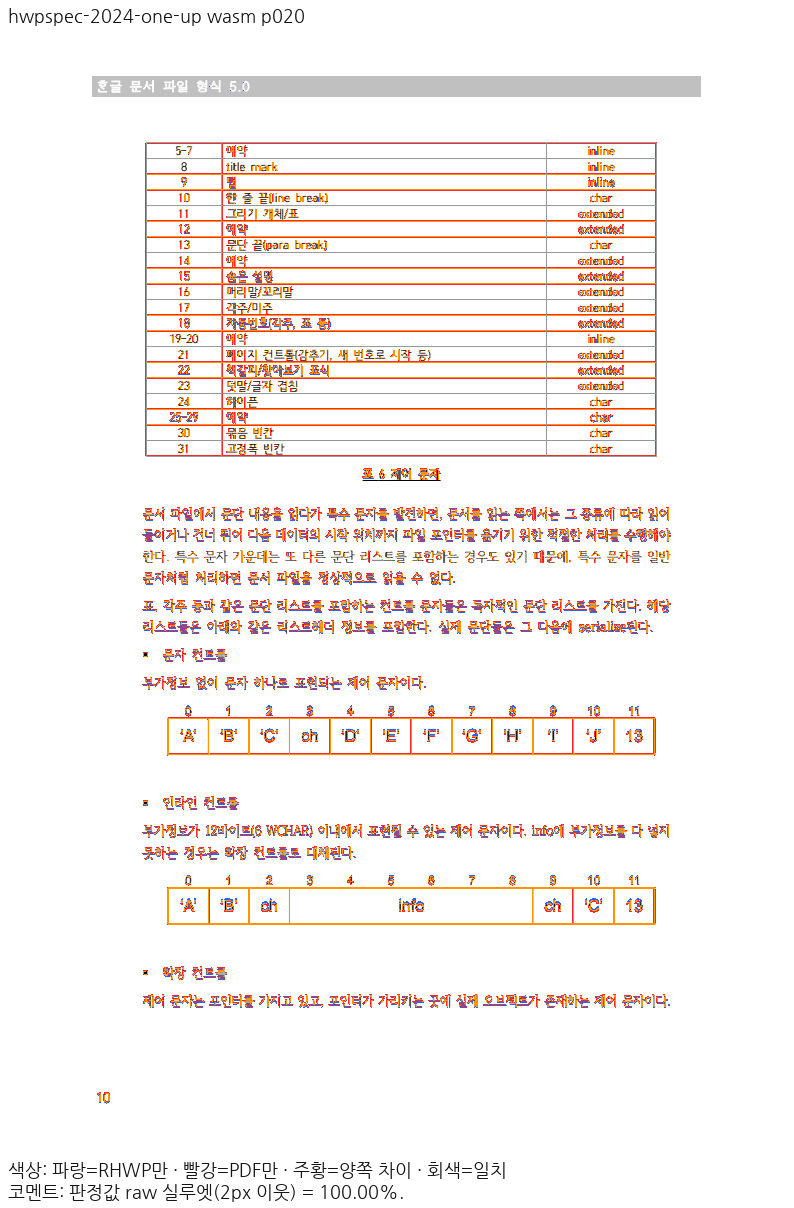 hwpspec-2024-one-up wasm p020
혼글 문서 파일 형식 5.0
5-7 예약 inline
8 title mark inline
9 탭 inline
10 한 줄 끝(line break) char
11 그리기 개체/표 extended
12 예약 extended
13 문단 끝(para break) char
14 예약 extended
15 숨은 설명 extended
16 머리말/꼬리말 extended
17 각주/미주 extended
18 자동번호(각주, 표 등) extended
19-20 예약 inline
21 페이지 컨트롤(감추기, 새 번호로 시작 등) extended
22 책갈피/찾아보기 표식 extended
23 덧말/글자 겹침 extended
24 하이픈 char
25-29 예약 char
30 묶음 빈칸 char
31 고정폭 빈칸 char
표 6 제어 문자
문서 파일에서 문단 내용을 읽다가 특수 문자를 발견하면, 문서를 읽는 쪽에서는 그 종류에 따라 읽어
들이거나 건너 뛰어 다음 데이터의 시작 위치까지 파일 포인터를 옮기기 위한 적절한 처리를 수행해야
한다. 특수 문자 가운데는 또 다른 문단 리스트를 포함하는 경우도 있기 때문에, 특수 문자를 일반
문자처럼 처리하면 문서 파일을 정상적으로 읽을 수 없다.
표, 각주 등과 같은 문단 리스트를 포함하는 컨트롤 문자들은 독자적인 문단 리스트를 가진다. 해당
리스트들은 아래와 같은 리스트헤더 정보를 포함한다. 실제 문단들은 그 다음에 serialize된다.
▪ 문자 컨트롤
부가정보 없이 문자 하나로 표현되는 제어 문자이다.
0 1 2 3 4 5 6 7 8 9 10 11
‘A’ ‘B’ ‘C’ ch ‘D’ ‘E’ ‘F’ ‘G’ ‘H’ ‘I’ ‘J’ 13
▪ 인라인 컨트롤
부가정보가 12바이트(6 WCHAR) 이내에서 표현될 수 있는 제어 문자이다. info에 부가정보를 다 넣지
못하는 경우는 확장 컨트롤로 대체된다.
0 1 2 3 4 5 6 7 8 9 10 11
‘A’ ‘B’ ch info ch ‘C’ 13
▪ 확장 컨트롤
제어 문자는 포인터를 가지고 있고, 포인터가 가리키는 곳에 실제 오브젝트가 존재하는 제어 문자이다.
10
색상: 파랑=RHWP만 · 빨강=PDF만 · 주황=양쪽 차이 · 회색=일치
코멘트: 판정값 raw 실루엣(2px 이웃) = 100.00%.